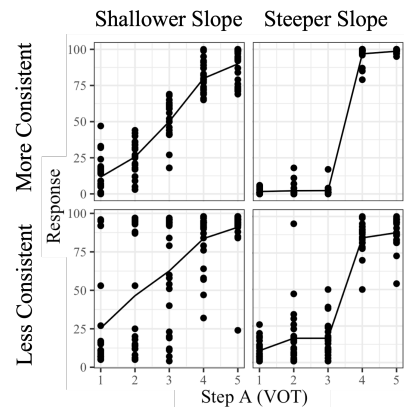 Shallower Slope Steeper Slope
More Consistent
100
75
50
25
0
Less Consistent
100
75
50
25
0
Response
1 2 3 4 5 1 2 3 4 5
Step A (VOT)